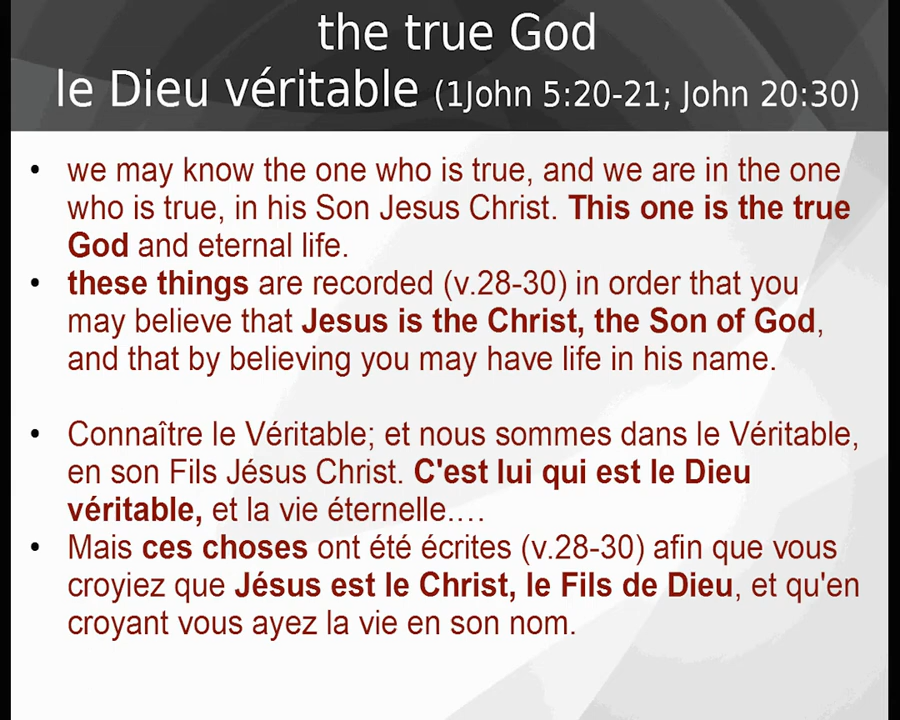 the true God
le Dieu véritable (1John 5:20-21; John 20:30)
• we may know the one who is true, and we are in the one
who is true, in his Son Jesus Christ. This one is the true
God and eternal life.
• these things are recorded (v.28-30) in order that you
may believe that Jesus is the Christ, the Son of God,
and that by believing you may have life in his name.
• Connaître le Véritable; et nous sommes dans le Véritable,
en son Fils Jésus Christ. C'est lui qui est le Dieu
véritable, et la vie éternelle.…
• Mais ces choses ont été écrites (v.28-30) afin que vous
croyiez que Jésus est le Christ, le Fils de Dieu, et qu'en
croyant vous ayez la vie en son nom.